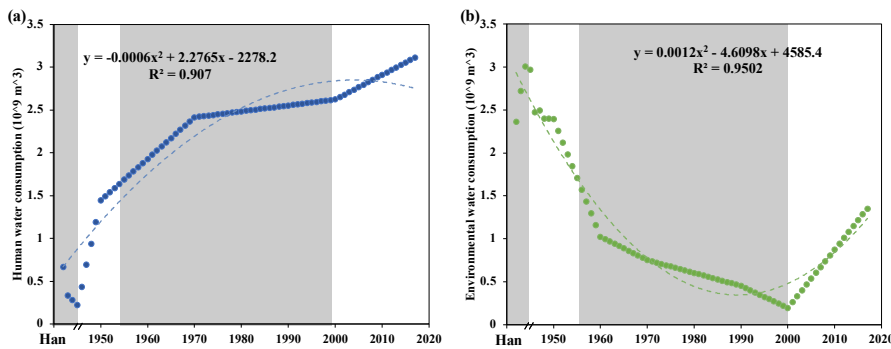 (a)
Human water consumption (10^9 m^3)
3.5
3
2.5
2
1.5
1
0.5
0
y = -0.0006x² + 2.2765x - 2278.2
R² = 0.907
Han 1950 1960 1970 1980 1990 2000 2010 2020
(b)
Environmental water consumption (10^9 m^3)
3.5
3
2.5
2
1.5
1
0.5
0
y = 0.0012x² - 4.6098x + 4585.4
R² = 0.9502
Han 1950 1960 1970 1980 1990 2000 2010 2020